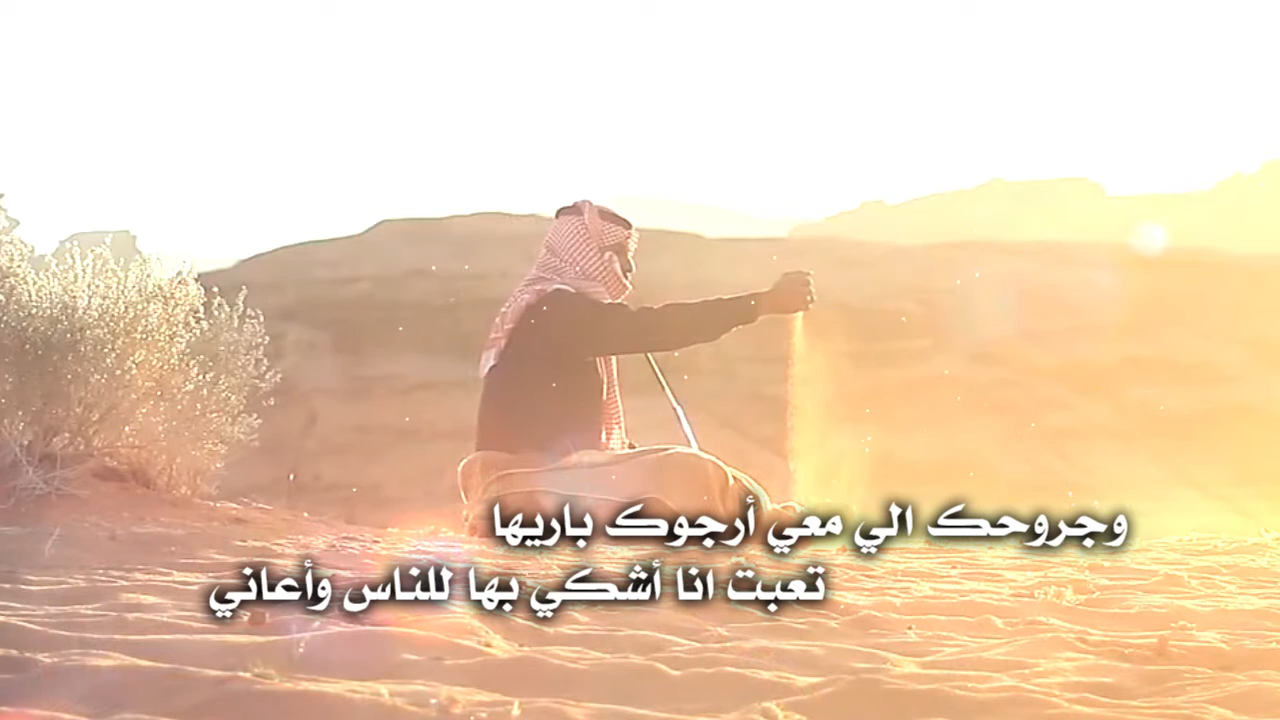 وجروحك الي معي أرجوك باريها
تعبت انا أشكي بها للناس وأعاني